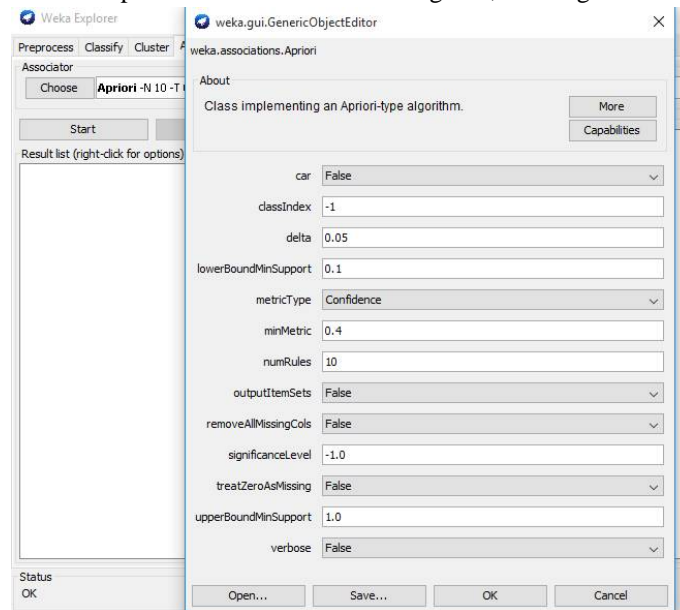 Weka Explorer
Preprocess Classify Cluster
Associator
Choose Apriori -N 10 -T
Start
Result list (right-click for options)
Status
OK
weka.gui.GenericObjectEditor
weka.associations.Apriori
About
Class implementing an Apriori-type algorithm.
More
Capabilities
car False
classIndex -1
delta 0.05
lowerBoundMinSupport 0.1
metricType Confidence
minMetric 0.4
numRules 10
outputItemSets False
removeAllMissingCols False
significanceLevel -1.0
treatZeroAsMissing False
upperBoundMinSupport 1.0
verbose False
Open... Save... OK Cancel